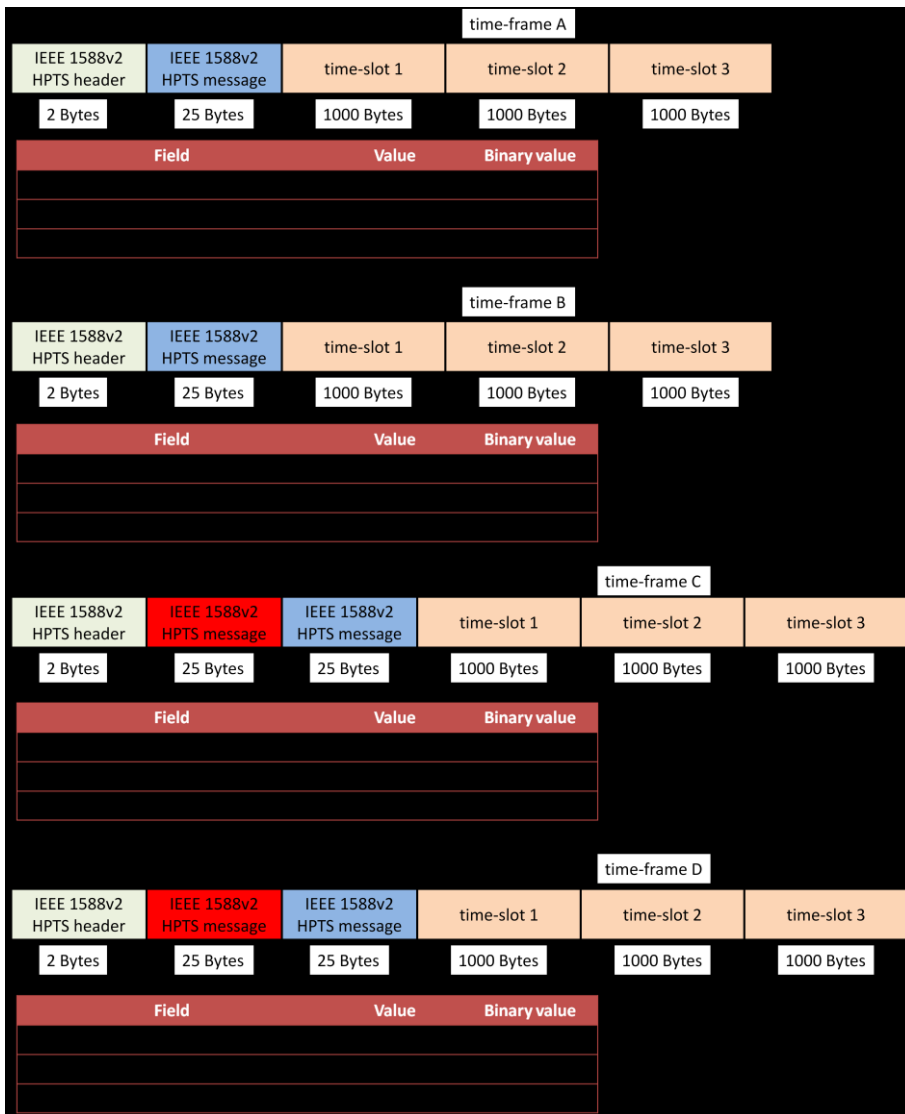 time-frame A
IEEE 1588v2 IEEE 1588v2
HPTS header HPTS message time-slot 1 time-slot 2 time-slot 3
2 Bytes 25 Bytes 1000 Bytes 1000 Bytes 1000 Bytes
Field Value Binary value
time-frame B
IEEE 1588v2 IEEE 1588v2
HPTS header HPTS message time-slot 1 time-slot 2 time-slot 3
2 Bytes 25 Bytes 1000 Bytes 1000 Bytes 1000 Bytes
Field Value Binary value
time-frame C
IEEE 1588v2 IEEE 1588v2 IEEE 1588v2
HPTS header HPTS message HPTS message time-slot 1 time-slot 2 time-slot 3
2 Bytes 25 Bytes 25 Bytes 1000 Bytes 1000 Bytes 1000 Bytes
Field Value Binary value
time-frame D
IEEE 1588v2 IEEE 1588v2 IEEE 1588v2
HPTS header HPTS message HPTS message time-slot 1 time-slot 2 time-slot 3
2 Bytes 25 Bytes 25 Bytes 1000 Bytes 1000 Bytes 1000 Bytes
Field Value Binary value